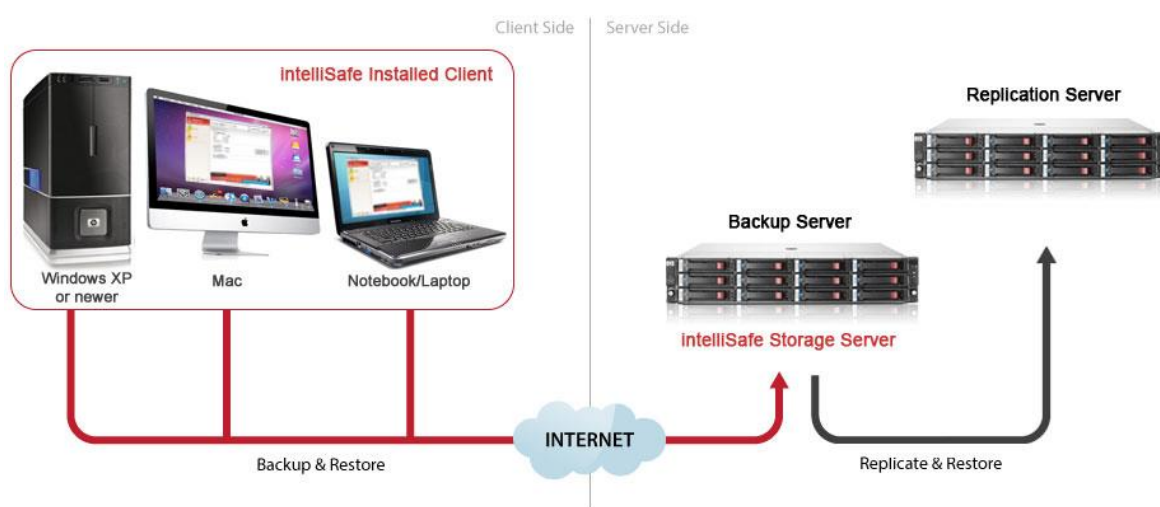 Client Side
Server Side
intelliSafe Installed Client
Windows XP
or newer
Mac
Notebook/Laptop
Replication Server
Backup Server
intelliSafe Storage Server
INTERNET
Backup & Restore
Replicate & Restore